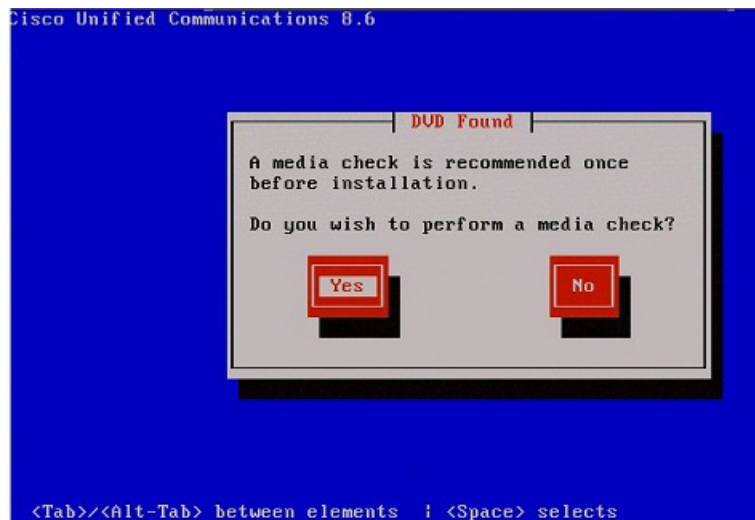 Cisco Unified Communications 8.6
DVD Found
A media check is recommended once
before installation.
Do you wish to perform a media check?
Yes No
<Tab>/<Alt-Tab> between elements ¦ <Space> selects